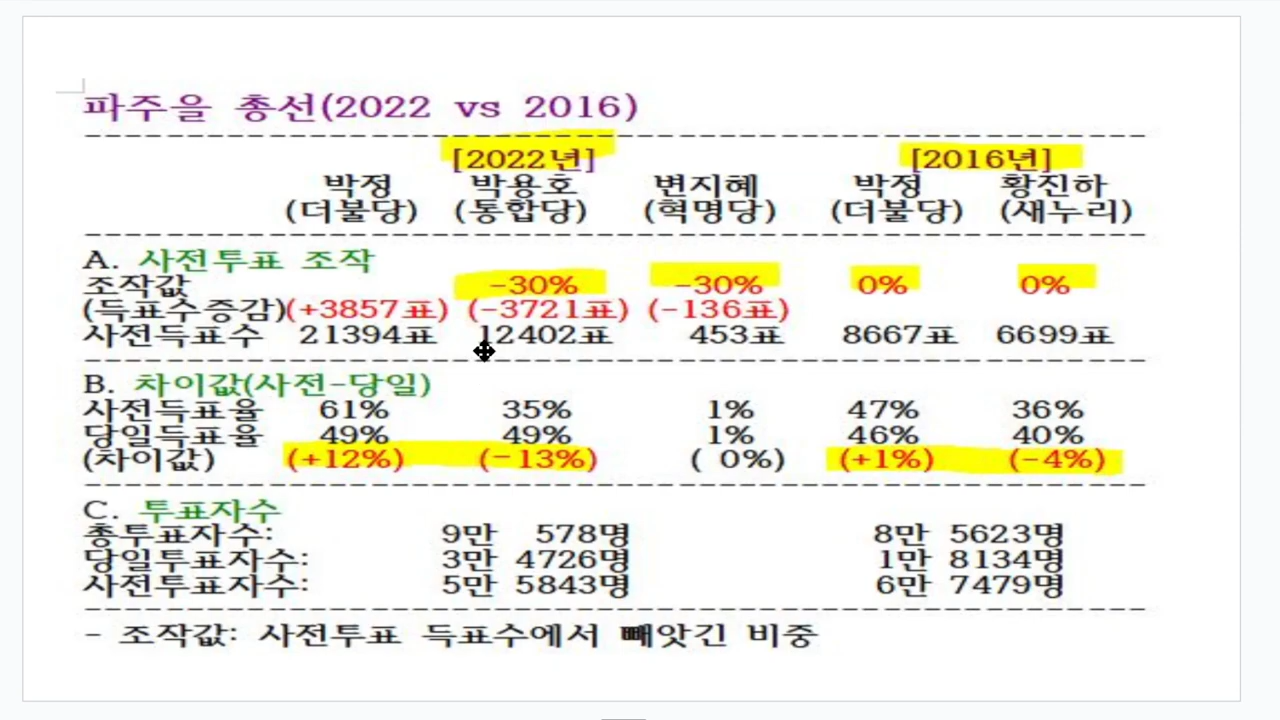 파주을 총선(2022 vs 2016)
[2022년] [2016년]
박정 박용호 변지혜 박정 황진하
(더불당) (통합당) (혁명당) (더불당) (새누리)
A. 사전투표 조작
조작값 -30% -30% 0% 0%
(득표수증감)(+3857표) (-3721표) (-136표)
사전득표수 21394표 12402표 453표 8667표 6699표
B. 차이값(사전-당일)
사전득표율 61% 35% 1% 47% 36%
당일득표율 49% 49% 1% 46% 40%
(차이값) (+12%) (-13%) ( 0%) (+1%) (-4%)
C. 투표자수
총투표자수: 9만 578명 8만 5623명
당일투표자수: 3만 4726명 1만 8134명
사전투표자수: 5만 5843명 6만 7479명
- 조작값: 사전투표 득표수에서 빼앗긴 비중